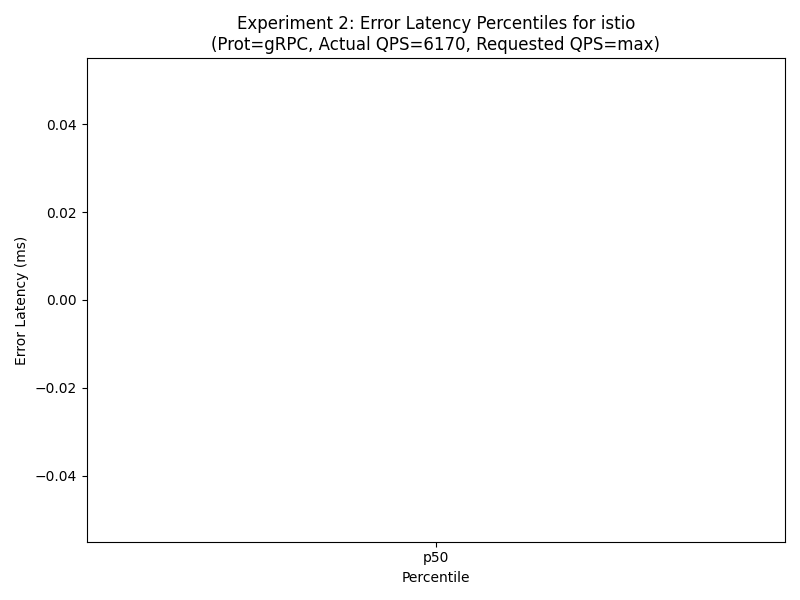 Experiment 2: Error Latency Percentiles for istio
(Prot=gRPC, Actual QPS=6170, Requested QPS=max)
0.04
0.02
0.00
−0.02
−0.04
Error Latency (ms)
p50
Percentile